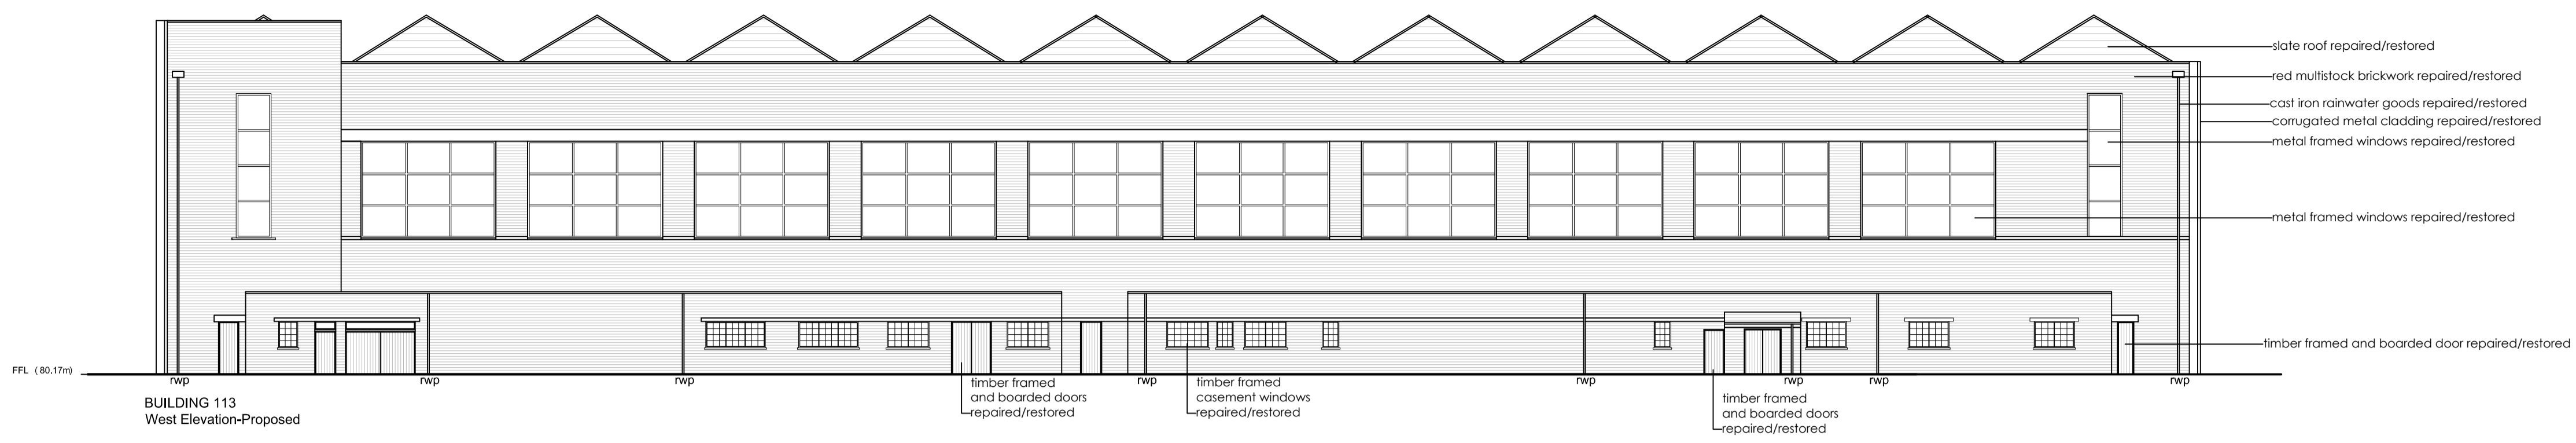 slate roof repaired/restored
red multistock brickwork repaired/restored
cast iron rainwater goods repaired/restored
corrugated metal cladding repaired/restored
metal framed windows repaired/restored
metal framed windows repaired/restored
timber framed and boarded door repaired/restored
FFL ( 80.17m)
rwp
rwp
rwp
rwp
rwp
rwp
rwp
rwp
timber framed
and boarded doors
repaired/restored
timber framed
casement windows
repaired/restored
timber framed
and boarded doors
repaired/restored
BUILDING 113
West Elevation-Proposed